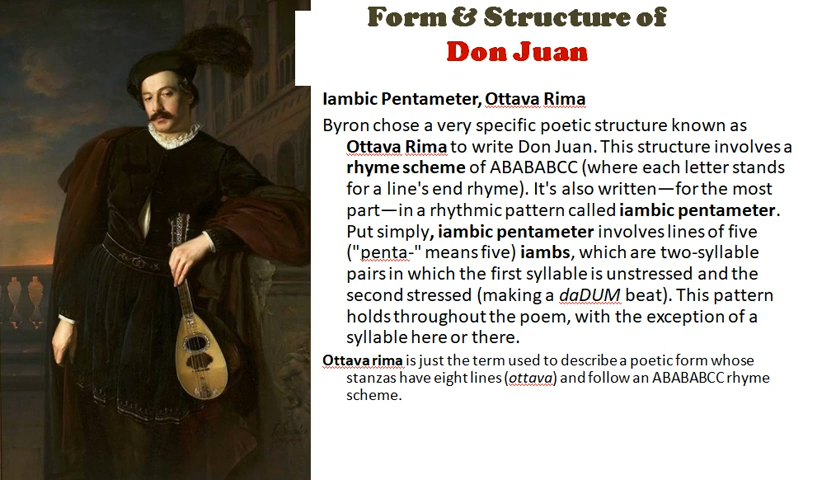 Form & Structure of
Don Juan
Iambic Pentameter, Ottava Rima
Byron chose a very specific poetic structure known as
Ottava Rima to write Don Juan. This structure involves a
rhyme scheme of ABABABCC (where each letter stands
for a line's end rhyme). It's also written—for the most
part—in a rhythmic pattern called iambic pentameter.
Put simply, iambic pentameter involves lines of five
("penta-" means five) iambs, which are two-syllable
pairs in which the first syllable is unstressed and the
second stressed (making a daDUM beat). This pattern
holds throughout the poem, with the exception of a
syllable here or there.
Ottava rima is just the term used to describe a poetic form whose
stanzas have eight lines (ottava) and follow an ABABABCC rhyme
scheme.